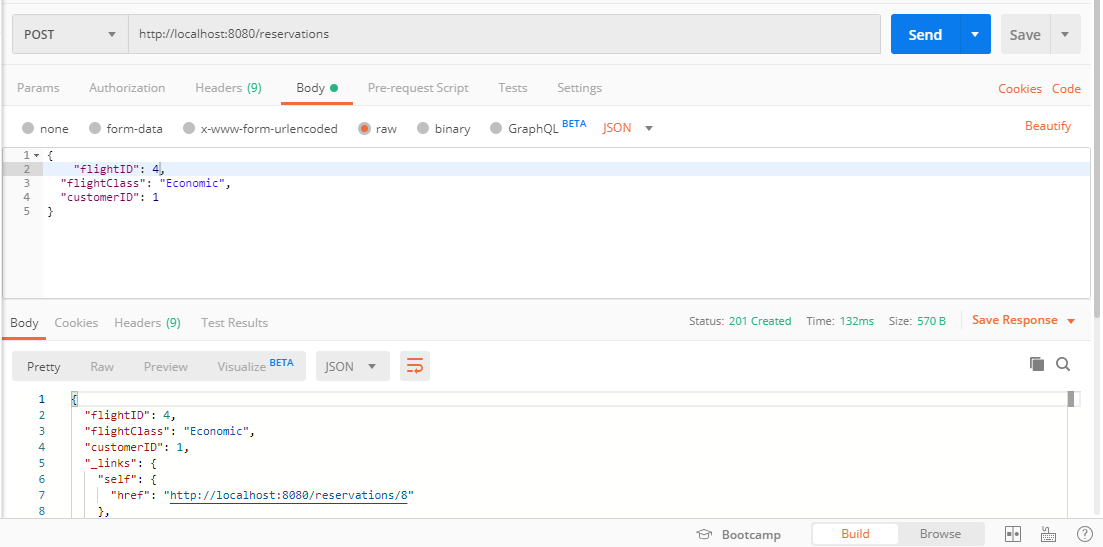 POST http://localhost:8080/reservations Send Save
Params Authorization Headers (9) Body Pre-request Script Tests Settings Cookies Code
none form-data x-www-form-urlencoded raw binary GraphQL BETA JSON Beautify
1 {
2 "flightID": 4,
3 "flightClass": "Economic",
4 "customerID": 1
5 }
Body Cookies Headers (9) Test Results Status: 201 Created Time: 132ms Size: 570 B Save Response
Pretty Raw Preview Visualize BETA JSON
1 {
2 "flightID": 4,
3 "flightClass": "Economic",
4 "customerID": 1,
5 "_links": {
6 "self": {
7 "href": "http://localhost:8080/reservations/8"
8 },
Bootcamp Build Browse ?